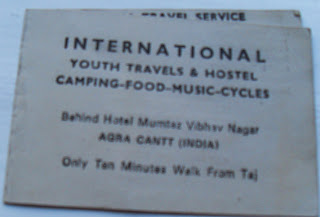 SERVICE
INTERNATIONAL
YOUTH TRAVELS & HOSTEL
CAMPING-FOOD-MUSIC-CYCLES
Behind Hotel Mumtaz Vibhav Nagar
AGRA CANTT (INDIA)
Only Ten Minutes Walk From Taj